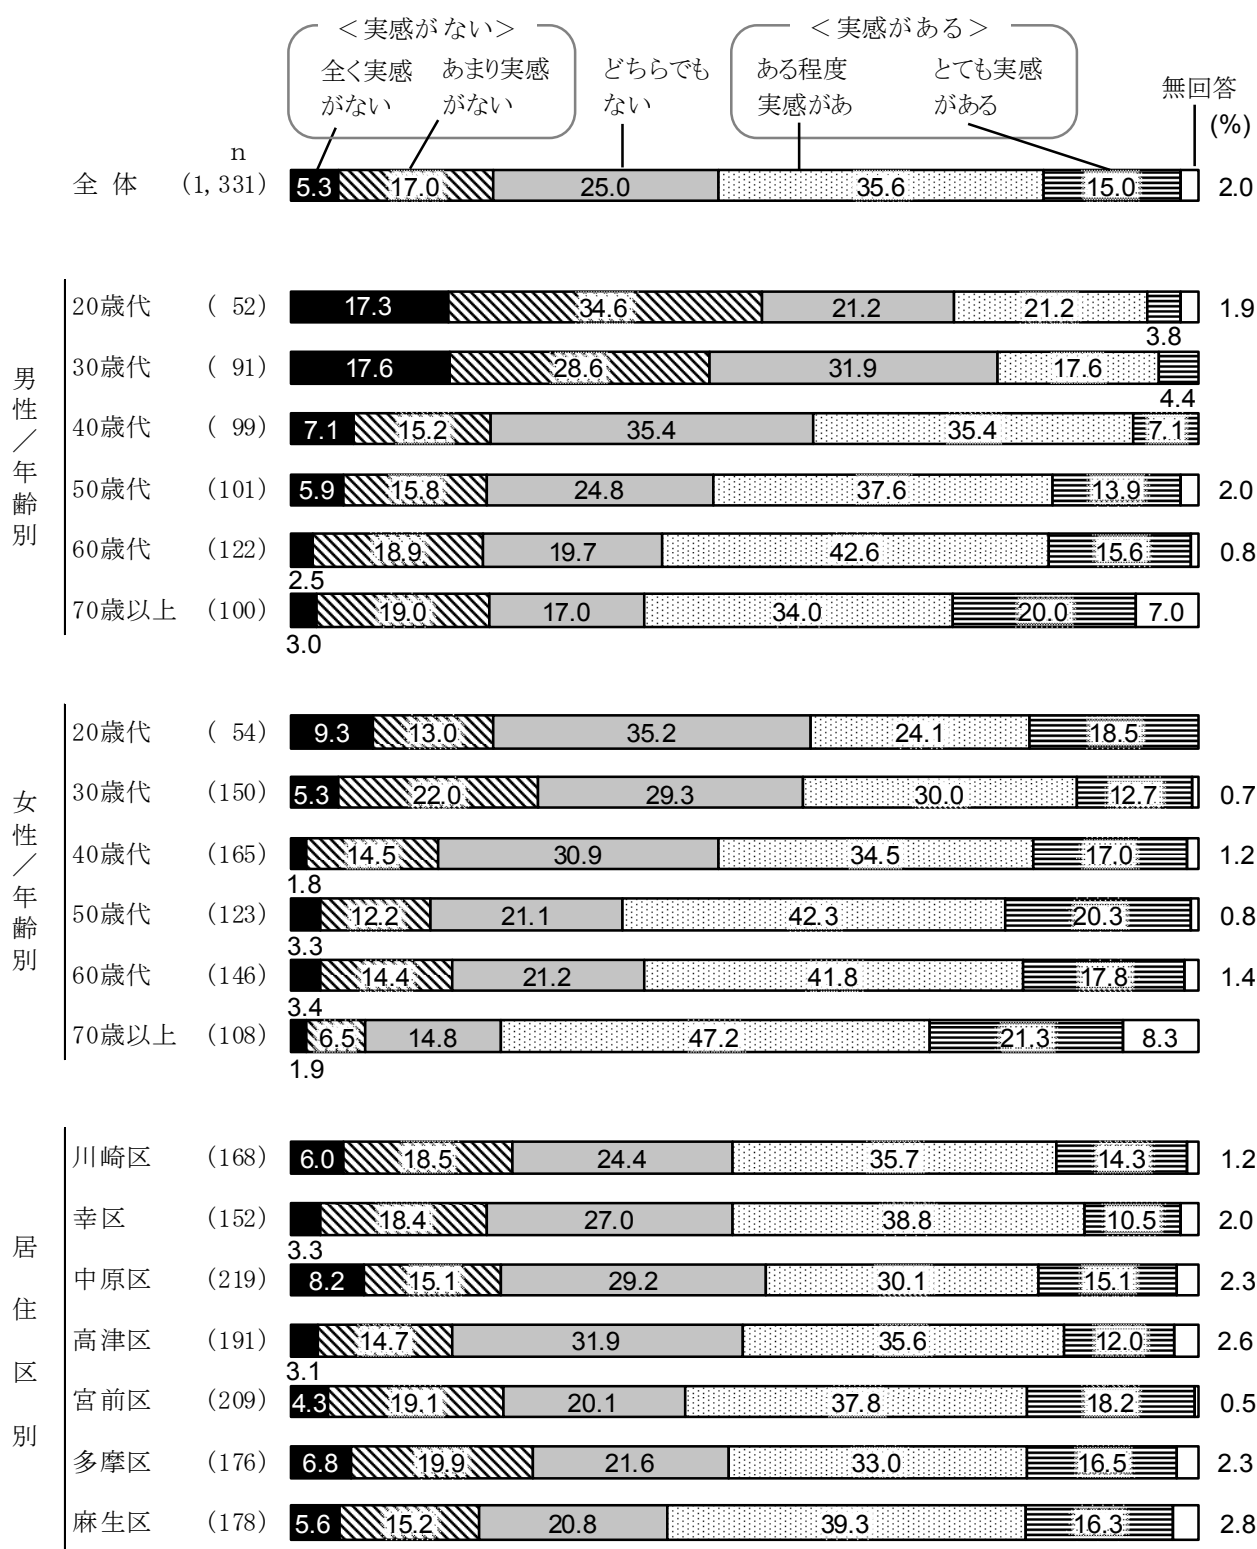 ＜実感がない＞ ＜実感がある＞
全く実感 あまり実感 どちらでも ある程度 とても実感
がない がない ない 実感があ がある 無回答
(%)
n
全 体 (1,331) 5.3 17.0 25.0 35.6 15.0 2.0
男性／年齢別
20歳代 ( 52) 17.3 34.6 21.2 21.2 1.9
3.8
30歳代 ( 91) 17.6 28.6 31.9 17.6
4.4
40歳代 ( 99) 7.1 15.2 35.4 35.4 7.1
50歳代 (101) 5.9 15.8 24.8 37.6 13.9 2.0
60歳代 (122) 18.9 19.7 42.6 15.6 0.8
2.5
70歳以上 (100) 19.0 17.0 34.0 20.0 7.0
3.0
女性／年齢別
20歳代 ( 54) 9.3 13.0 35.2 24.1 18.5
30歳代 (150) 5.3 22.0 29.3 30.0 12.7 0.7
40歳代 (165) 14.5 30.9 34.5 17.0 1.2
1.8
50歳代 (123) 12.2 21.1 42.3 20.3 0.8
3.3
60歳代 (146) 14.4 21.2 41.8 17.8 1.4
3.4
70歳以上 (108) 6.5 14.8 47.2 21.3 8.3
1.9
居住区別
川崎区 (168) 6.0 18.5 24.4 35.7 14.3 1.2
幸区 (152) 18.4 27.0 38.8 10.5 2.0
3.3
中原区 (219) 8.2 15.1 29.2 30.1 15.1 2.3
高津区 (191) 14.7 31.9 35.6 12.0 2.6
3.1
宮前区 (209) 4.3 19.1 20.1 37.8 18.2 0.5
多摩区 (176) 6.8 19.9 21.6 33.0 16.5 2.3
麻生区 (178) 5.6 15.2 20.8 39.3 16.3 2.8